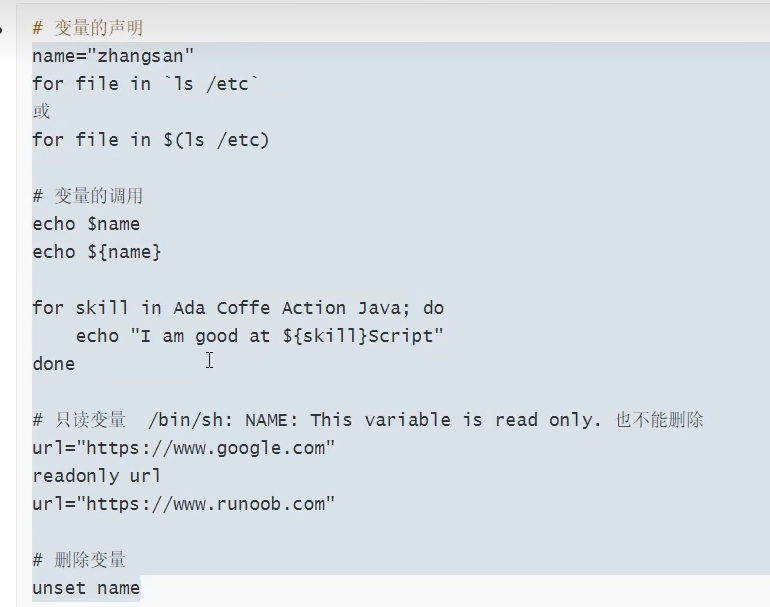 # 变量的声明
name="zhangsan"
for file in `ls /etc`
或
for file in $(ls /etc)
# 变量的调用
echo $name
echo ${name}
for skill in Ada Coffe Action Java; do
    echo "I am good at ${skill}Script"
done
# 只读变量  /bin/sh: NAME: This variable is read only. 也不能删除
url="https://www.google.com"
readonly url
url="https://www.runoob.com"
# 删除变量
unset name